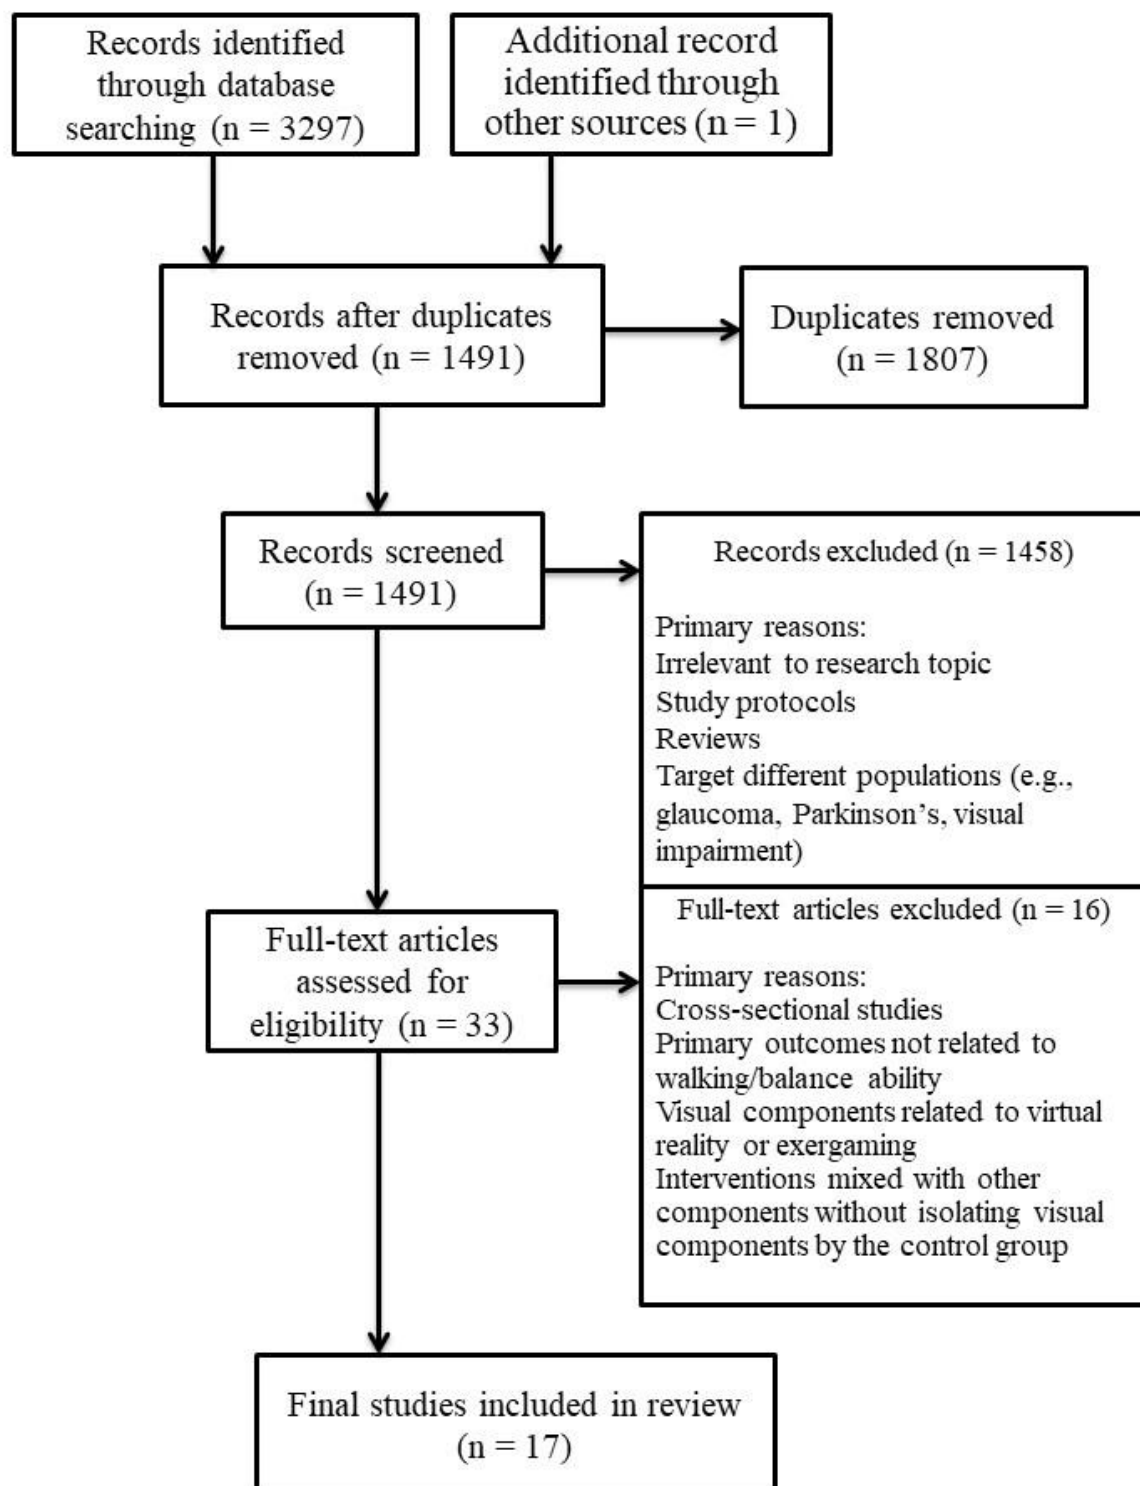 Records identified
through database
searching (n = 3297)
Additional record
identified through
other sources (n = 1)
Records after duplicates
removed (n = 1491)
Duplicates removed
(n = 1807)
Records screened
(n = 1491)
Records excluded (n = 1458)
Primary reasons:
Irrelevant to research topic
Study protocols
Reviews
Target different populations (e.g.,
glaucoma, Parkinson’s, visual
impairment)
Full-text articles
assessed for
eligibility (n = 33)
Full-text articles excluded (n = 16)
Primary reasons:
Cross-sectional studies
Primary outcomes not related to
walking/balance ability
Visual components related to virtual
reality or exergaming
Interventions mixed with other
components without isolating visual
components by the control group
Final studies included in review
(n = 17)